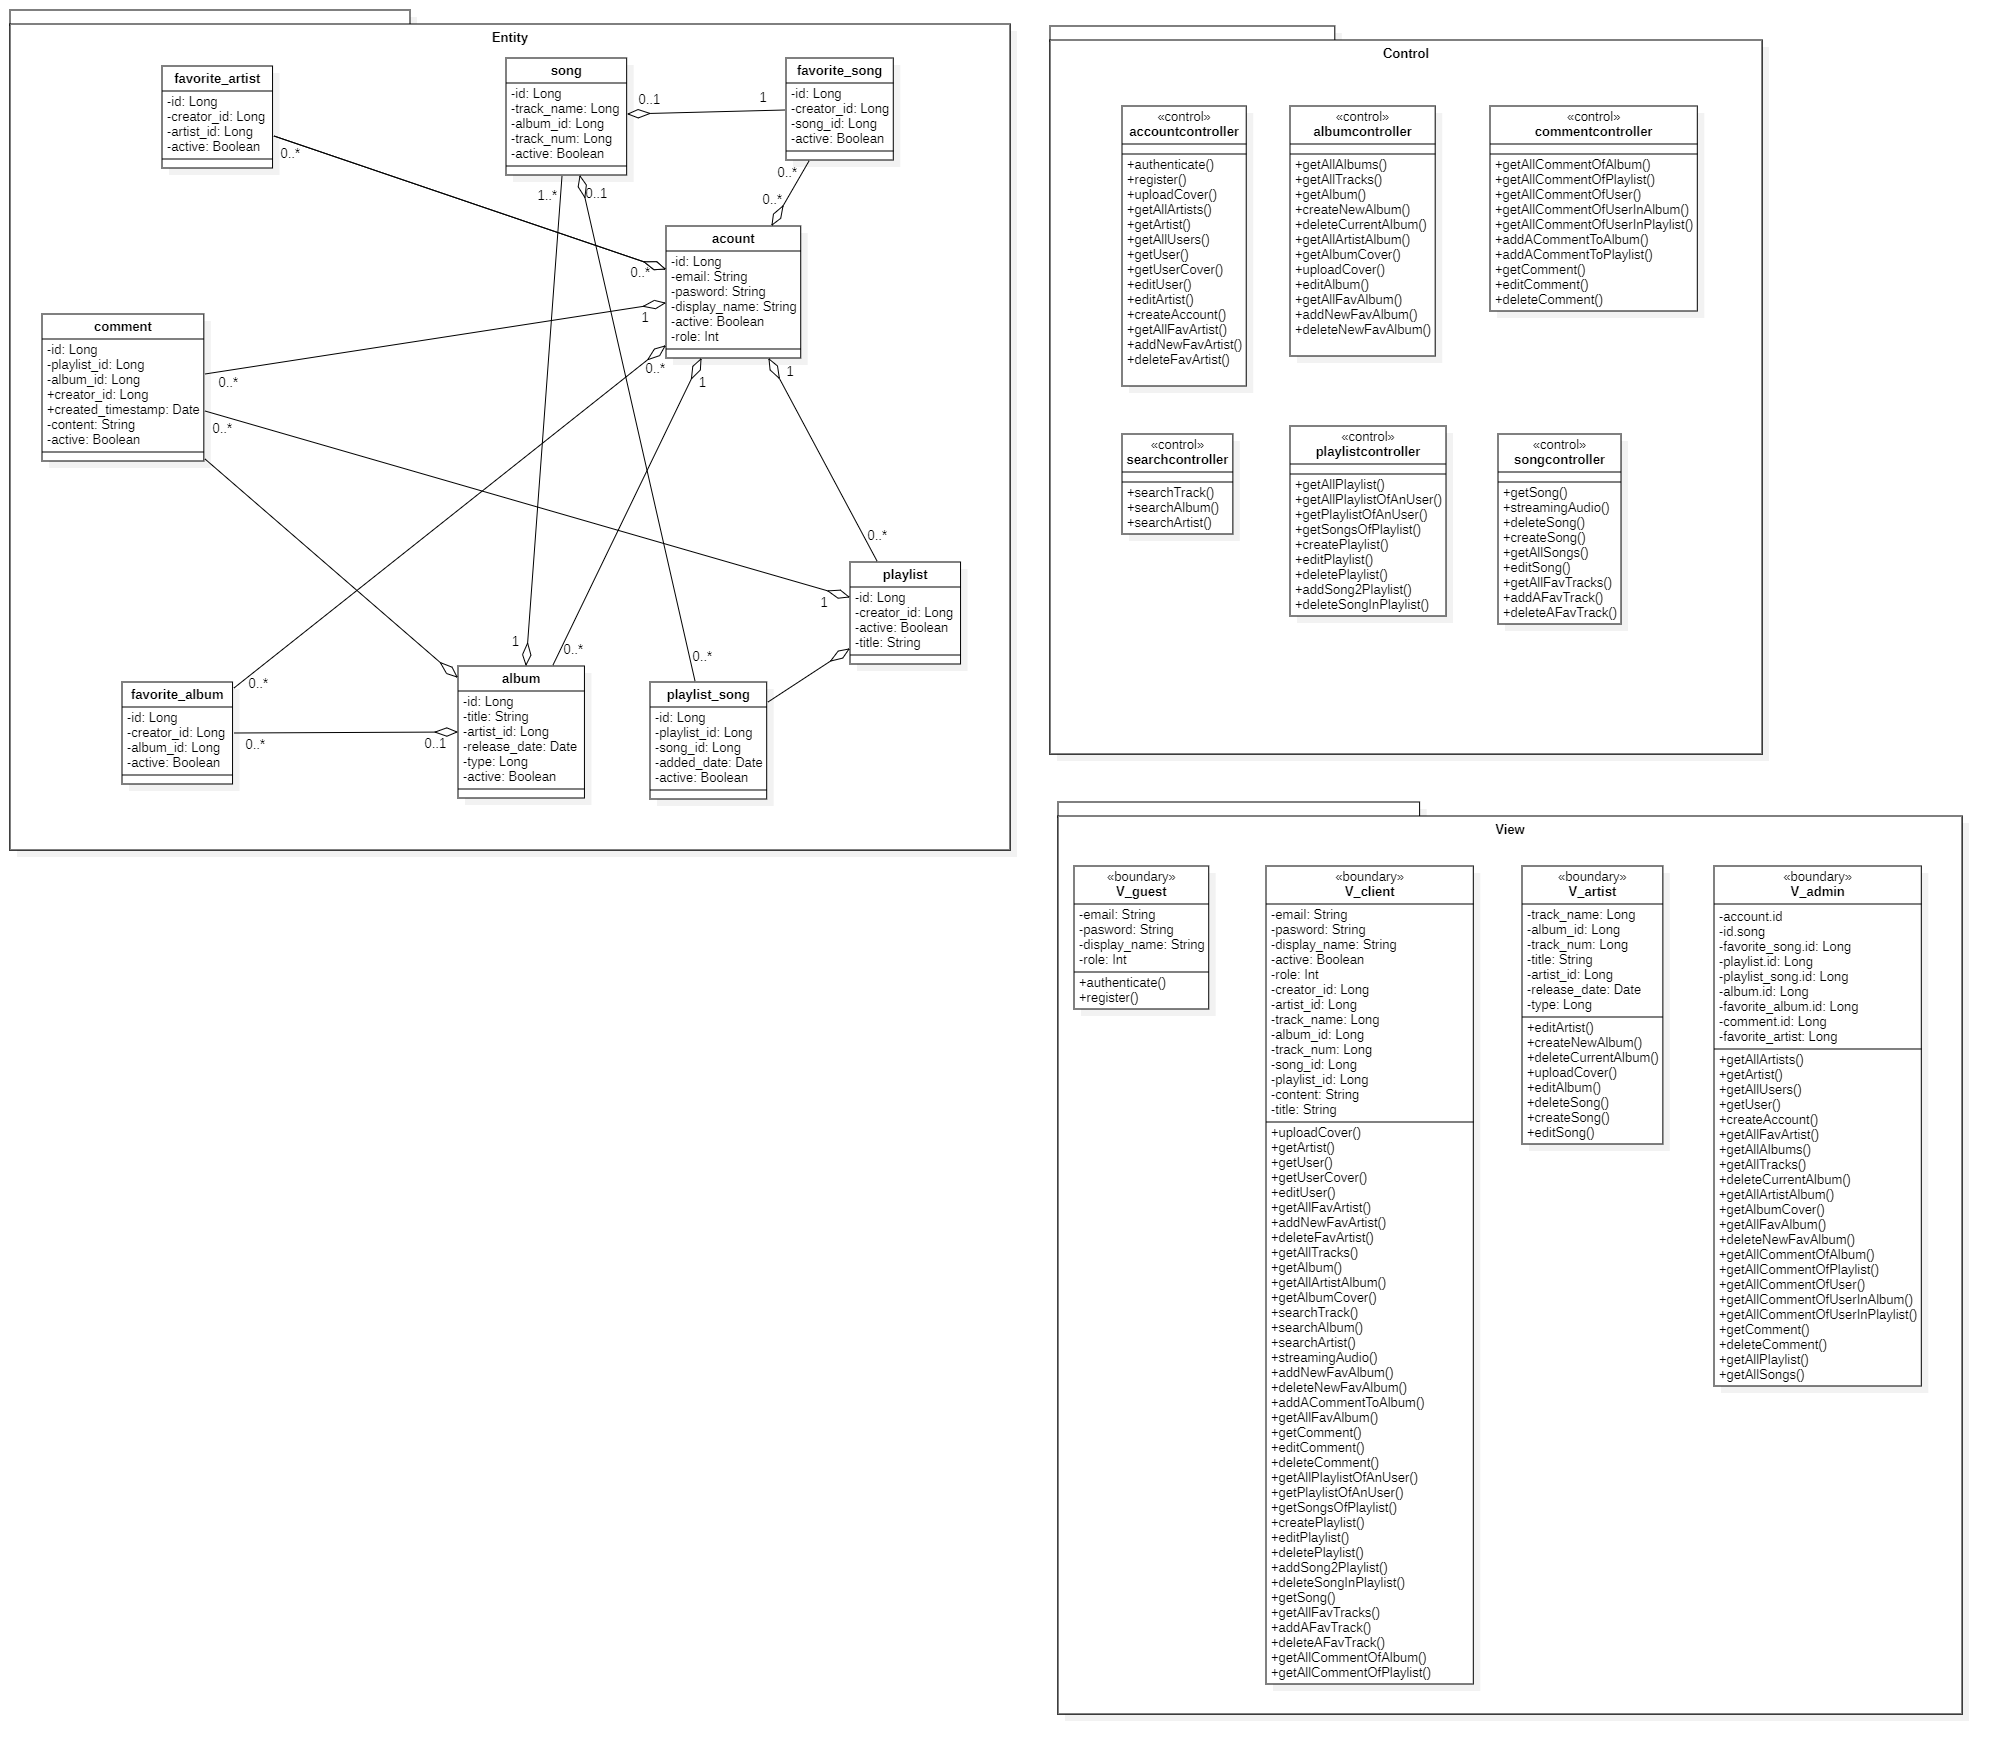 Entity
favorite_artist
-id: Long
-creator_id: Long
-artist_id: Long
-active: Boolean
0..*
song
-id: Long
-track_name: Long
-album_id: Long
-track_num: Long
-active: Boolean
0..1
1
1..*
0..1
favorite_song
-id: Long
-creator_id: Long
-song_id: Long
-active: Boolean
0..*
0..*
acount
-id: Long
-email: String
-pasword: String
-display_name: String
-active: Boolean
-role: Int
0..*
1
0..*
1
1
comment
-id: Long
-playlist_id: Long
-album_id: Long
+creator_id: Long
+created_timestamp: Date
-content: String
-active: Boolean
0..*
0..*
0..*
playlist
-id: Long
-creator_id: Long
-active: Boolean
-title: String
1
1
0..*
0..*
favorite_album
-id: Long
-creator_id: Long
-album_id: Long
-active: Boolean
0..*
0..*
0..1
album
-id: Long
-title: String
-artist_id: Long
-release_date: Date
-type: Long
-active: Boolean
playlist_song
-id: Long
-playlist_id: Long
-song_id: Long
-added_date: Date
-active: Boolean
Control
«control»
accountcontroller
+authenticate()
+register()
+uploadCover()
+getAllArtists()
+getArtist()
+getAllUsers()
+getUser()
+getUserCover()
+editUser()
+editArtist()
+createAccount()
+getAllFavArtist()
+addNewFavArtist()
+deleteFavArtist()
«control»
albumcontroller
+getAllAlbums()
+getAllTracks()
+getAlbum()
+createNewAlbum()
+deleteCurrentAlbum()
+getAllArtistAlbum()
+getAlbumCover()
+uploadCover()
+editAlbum()
+getAllFavAlbum()
+addNewFavAlbum()
+deleteNewFavAlbum()
«control»
commentcontroller
+getAllCommentOfAlbum()
+getAllCommentOfPlaylist()
+getAllCommentOfUser()
+getAllCommentOfUserInAlbum()
+getAllCommentOfUserInPlaylist()
+addACommentToAlbum()
+addACommentToPlaylist()
+getComment()
+editComment()
+deleteComment()
«control»
searchcontroller
+searchTrack()
+searchAlbum()
+searchArtist()
«control»
playlistcontroller
+getAllPlaylist()
+getAllPlaylistOfAnUser()
+getPlaylistOfAnUser()
+getSongsOfPlaylist()
+createPlaylist()
+editPlaylist()
+deletePlaylist()
+addSong2Playlist()
+deleteSongInPlaylist()
«control»
songcontroller
+getSong()
+streamingAudio()
+deleteSong()
+createSong()
+getAllSongs()
+editSong()
+getAllFavTracks()
+addAFavTrack()
+deleteAFavTrack()
View
«boundary»
V_guest
-email: String
-pasword: String
-display_name: String
-role: Int
+authenticate()
+register()
«boundary»
V_client
-email: String
-pasword: String
-display_name: String
-active: Boolean
-role: Int
-creator_id: Long
-artist_id: Long
-track_name: Long
-album_id: Long
-track_num: Long
-song_id: Long
-playlist_id: Long
-content: String
-title: String
+uploadCover()
+getArtist()
+getUser()
+getUserCover()
+editUser()
+getAllFavArtist()
+addNewFavArtist()
+deleteFavArtist()
+getAllTracks()
+getAlbum()
+getAllArtistAlbum()
+getAlbumCover()
+searchTrack()
+searchAlbum()
+searchArtist()
+streamingAudio()
+addNewFavAlbum()
+deleteNewFavAlbum()
+addACommentToAlbum()
+getAllFavAlbum()
+getComment()
+editComment()
+deleteComment()
+getAllPlaylistOfAnUser()
+getPlaylistOfAnUser()
+getSongsOfPlaylist()
+createPlaylist()
+editPlaylist()
+deletePlaylist()
+addSong2Playlist()
+deleteSongInPlaylist()
+getSong()
+getAllFavTracks()
+addAFavTrack()
+deleteAFavTrack()
+getAllCommentOfAlbum()
+getAllCommentOfPlaylist()
«boundary»
V_artist
-track_name: Long
-album_id: Long
-track_num: Long
-title: String
-artist_id: Long
-release_date: Date
-type: Long
+editArtist()
+createNewAlbum()
+deleteCurrentAlbum()
+uploadCover()
+editAlbum()
+deleteSong()
+createSong()
+editSong()
«boundary»
V_admin
-account.id
-id.song
-favorite_song.id: Long
-playlist.id: Long
-playlist_song.id: Long
-album.id: Long
-favorite_album.id: Long
-comment.id: Long
-favorite_artist: Long
+getAllArtists()
+getArtist()
+getAllUsers()
+getUser()
+createAccount()
+getAllFavArtist()
+getAllAlbums()
+getAllTracks()
+deleteCurrentAlbum()
+getAllArtistAlbum()
+getAlbumCover()
+getAllFavAlbum()
+deleteNewFavAlbum()
+getAllCommentOfAlbum()
+getAllCommentOfPlaylist()
+getAllCommentOfUser()
+getAllCommentOfUserInAlbum()
+getAllCommentOfUserInPlaylist()
+getComment()
+deleteComment()
+getAllPlaylist()
+getAllSongs()